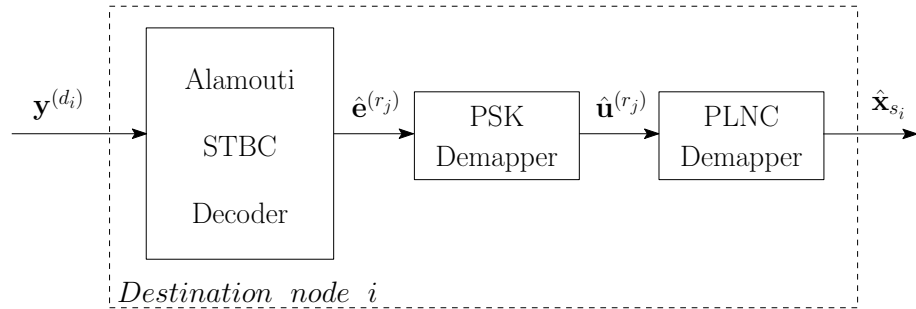 y^(d_i)
Alamouti
STBC
Decoder
ê^(r_j)
PSK
Demapper
û^(r_j)
PLNC
Demapper
x̂_{s_i}
Destination node i